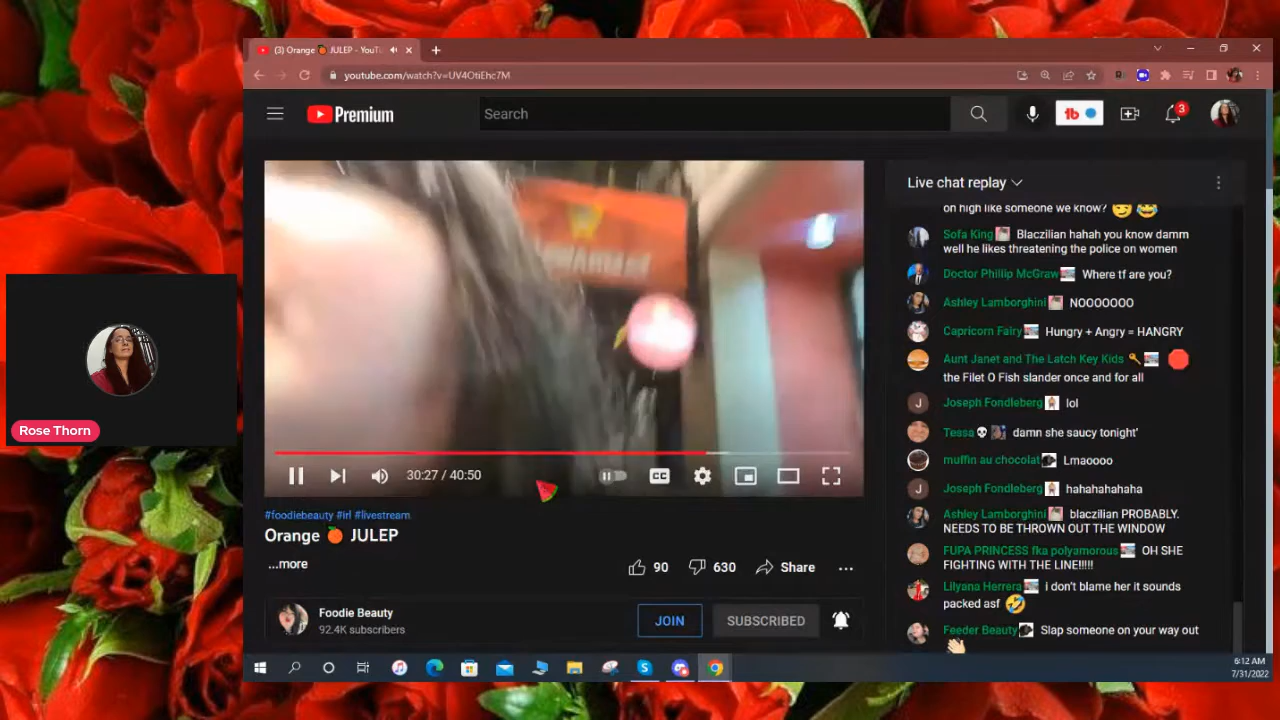 (3) Orange 🍊 JULEP - YouTu
youtube.com/watch?v=UV4OtiEhc7M
Premium
Search
3
Live chat replay
on high like someone we know? 😏 😂
Sofa King Blaczilian hahah you know damm
well he likes threatening the police on women
Doctor Phillip McGraw Where tf are you?
Ashley Lamborghini NOOOOOOO
Capricorn Fairy Hungry + Angry = HANGRY
Aunt Janet and The Latch Key Kids 🔑 🛑
the Filet O Fish slander once and for all
J Joseph Fondleberg lol
Tessa💀 damn she saucy tonight'
muffin au chocolat Lmaoooo
J Joseph Fondleberg hahahahahaha
Ashley Lamborghini blaczilian PROBABLY.
NEEDS TO BE THROWN OUT THE WINDOW
FUPA PRINCESS fka polyamorous OH SHE
FIGHTING WITH THE LINE!!!!!
Lilyana Herrera i don't blame her it sounds
packed asf 🤣
Feeder Beauty Slap someone on your way out
👏🏻
30:27 / 40:50
CC
#foodiebeauty #irl #livestream
Orange 🍊 JULEP
...more
90 630 Share ...
Foodie Beauty
92.4K subscribers
JOIN SUBSCRIBED
Rose Thorn
6:12 AM
7/31/2022